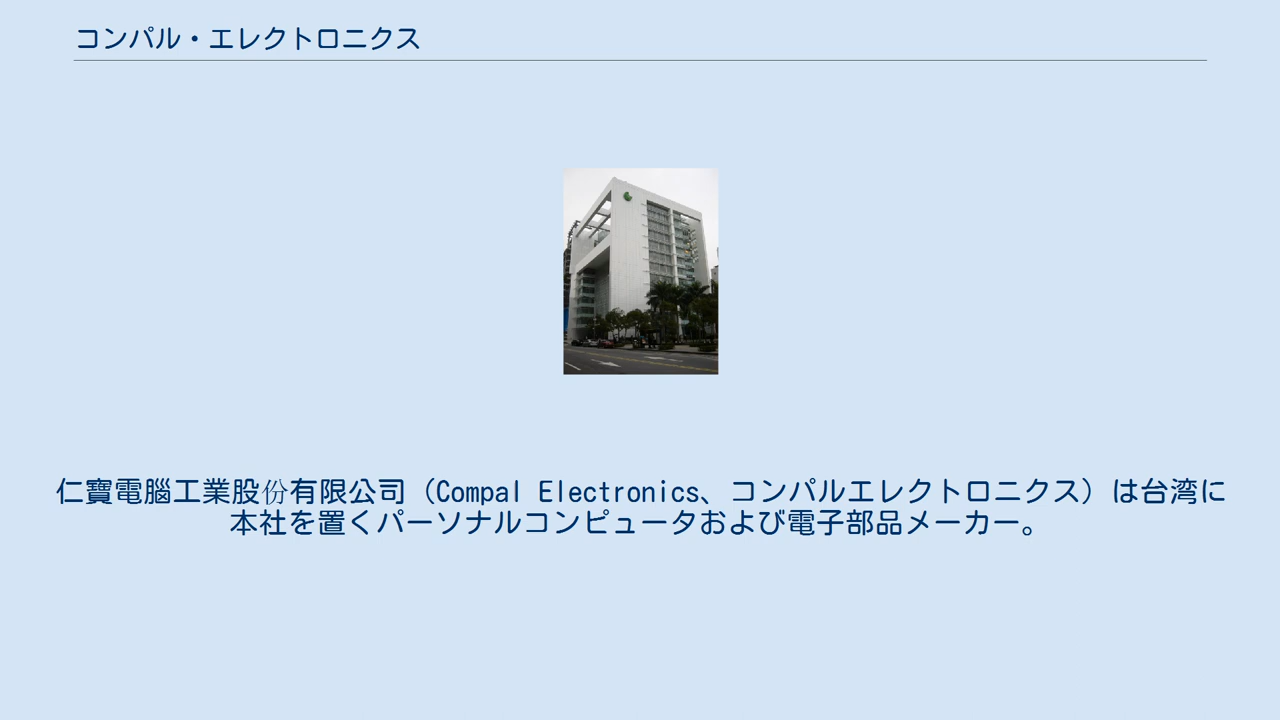 コンパル・エレクトロニクス
仁寶電腦工業股份有限公司（Compal Electronics、コンパルエレクトロニクス）は台湾に
本社を置くパーソナルコンピュータおよび電子部品メーカー。